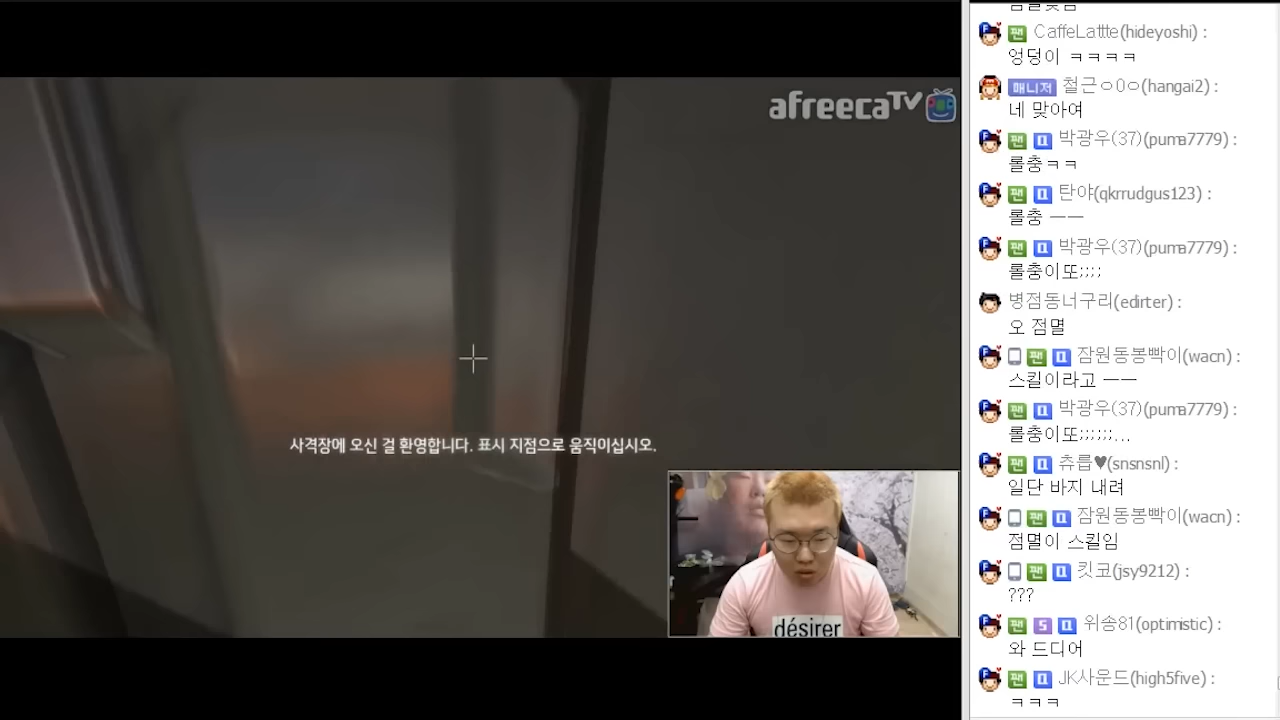 afreecaTV
사격장에 오신 걸 환영합니다. 표시 지점으로 움직이십시오.
désirer
팬 CaffeLattte(hideyoshi) :
엉덩이 ㅋㅋㅋㅋ
매니저 철근ㅇ0ㅇ(hangai2) :
네 맞아여
팬 박광우(37)(puma7779) :
롤충ㅋㅋ
팬 탄야(qkrrudgus123) :
롤충 ㅡㅡ
팬 박광우(37)(puma7779) :
롤충이또;;;;
병점동너구리(edirter) :
오 점멸
팬 잠원동봉빡이(wacn) :
스킬이라고 ㅡㅡ
팬 박광우(37)(puma7779) :
롤충이또;;;;;;...
팬 츄릅♥(snsnsnl) :
일단 바지 내려
팬 잠원동봉빡이(wacn) :
점멸이 스킬임
팬 킷코(jsy9212) :
???
팬 S 위송81(optimistic) :
와 드디어
팬 JK사운드(high5five) :
ㅋㅋㅋ